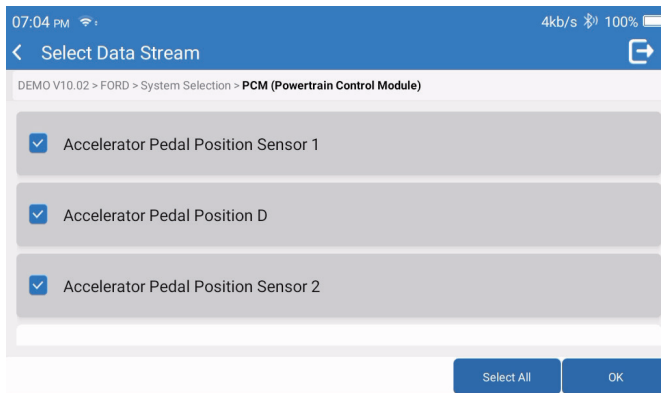 07:04 PM 4kb/s 100%
Select Data Stream
DEMO V10.02 > FORD > System Selection > PCM (Powertrain Control Module)
Accelerator Pedal Position Sensor 1
Accelerator Pedal Position D
Accelerator Pedal Position Sensor 2
Select All OK